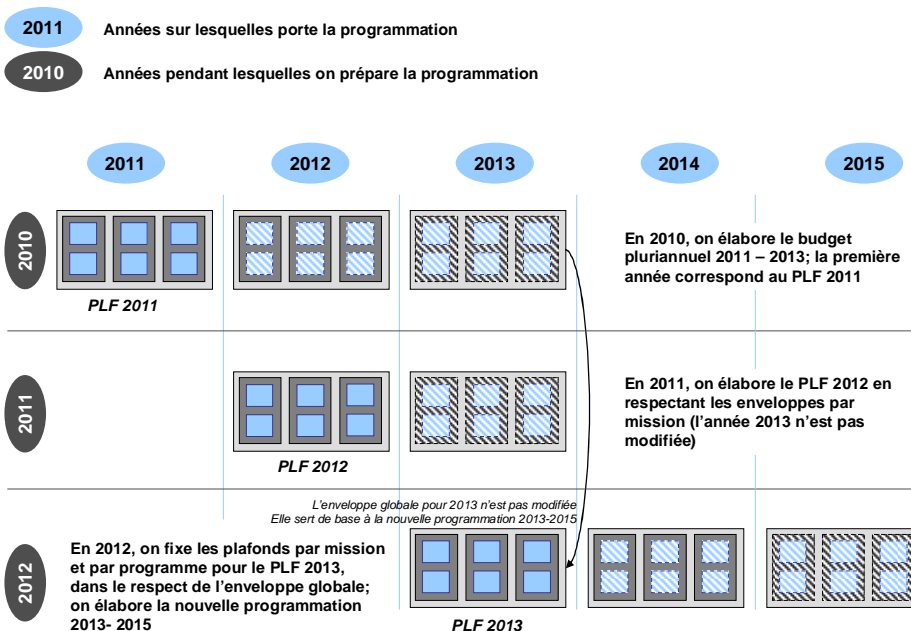 2011
Années sur lesquelles porte la programmation
2010
Années pendant lesquelles on prépare la programmation
2011
2012
2013
2014
2015
2010
PLF 2011
En 2010, on élabore le budget
pluriannuel 2011 – 2013; la première
année correspond au PLF 2011
2011
PLF 2012
En 2011, on élabore le PLF 2012 en
respectant les enveloppes par
mission (l'année 2013 n'est pas
modifiée)
L'enveloppe globale pour 2013 n'est pas modifiée
Elle sert de base à la nouvelle programmation 2013-2015
2012
En 2012, on fixe les plafonds par mission
et par programme pour le PLF 2013,
dans le respect de l'enveloppe globale;
on élabore la nouvelle programmation
2013- 2015
PLF 2013